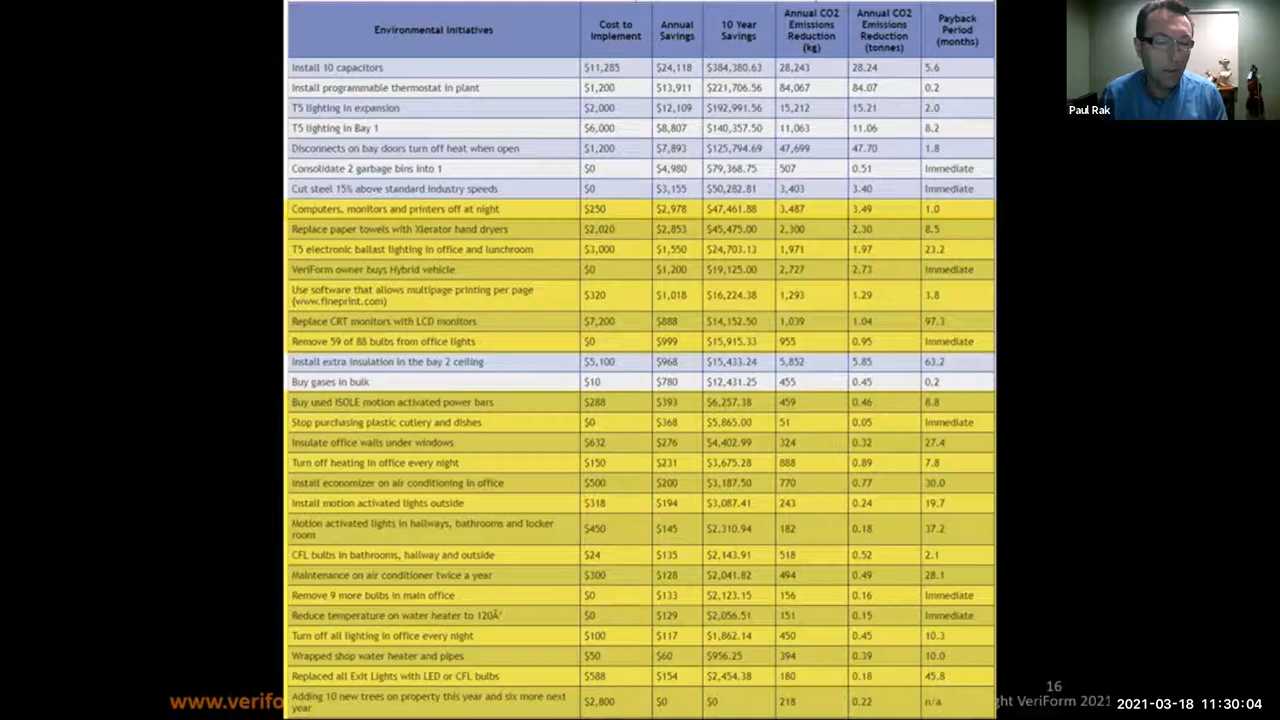 Environmental Initiatives
Cost to Implement
Annual Savings
10 Year Savings
Annual CO2 Emissions Reduction (kg)
Annual CO2 Emissions Reduction (tonnes)
Payback Period (months)
Install 10 capacitors $11,285 $24,118 $384,380.63 28,243 28.24 5.6
Install programmable thermostat in plant $1,200 $13,911 $221,706.56 84,067 84.07 0.2
T5 lighting in expansion $2,000 $12,109 $192,991.56 15,212 15.21 2.0
T5 lighting in Bay 1 $6,000 $8,807 $140,357.50 11,063 11.06 8.2
Disconnects on bay doors turn off heat when open $1,200 $7,893 $125,794.69 47,699 47.70 1.8
Consolidate 2 garbage bins into 1 $0 $4,980 $79,368.75 507 0.51 Immediate
Cut steel 15% above standard industry speeds $0 $3,155 $50,282.81 3,403 3.40 Immediate
Computers, monitors and printers off at night $250 $2,978 $47,461.88 3,487 3.49 1.0
Replace paper towels with Xlerator hand dryers $2,020 $2,853 $45,475.00 2,300 2.30 8.5
T5 electronic ballast lighting in office and lunchroom $3,000 $1,550 $24,703.13 1,971 1.97 23.2
VeriForm owner buys Hybrid vehicle $0 $1,200 $19,125.00 2,727 2.73 Immediate
Use software that allows multipage printing per page
(www.fineprint.com) $320 $1,018 $16,224.38 1,293 1.29 3.8
Replace CRT monitors with LCD monitors $7,200 $888 $14,152.50 1,039 1.04 97.3
Remove 59 of 88 bulbs from office lights $0 $999 $15,915.33 955 0.95 Immediate
Install extra insulation in the bay 2 ceiling $5,100 $968 $15,433.24 5,852 5.85 63.2
Buy gases in bulk $10 $780 $12,431.25 455 0.45 0.2
Buy used ISOLE motion activated power bars $288 $393 $6,257.38 459 0.46 8.8
Stop purchasing plastic cutlery and dishes $0 $368 $5,865.00 51 0.05 Immediate
Insulate office walls under windows $632 $276 $4,402.99 324 0.32 27.4
Turn off heating in office every night $150 $231 $3,675.28 888 0.89 7.8
Install economizer on air conditioning in office $500 $200 $3,187.50 770 0.77 30.0
Install motion activated lights outside $318 $194 $3,087.41 243 0.24 19.7
Motion activated lights in hallways, bathrooms and locker
room $450 $145 $2,310.94 182 0.18 37.2
CFL bulbs in bathrooms, hallway and outside $24 $135 $2,143.91 518 0.52 2.1
Maintenance on air conditioner twice a year $300 $128 $2,041.82 494 0.49 28.1
Remove 9 more bulbs in main office $0 $133 $2,123.15 156 0.16 Immediate
Reduce temperature on water heater to 120Â° $0 $129 $2,056.51 151 0.15 Immediate
Turn off all lighting in office every night $100 $117 $1,862.14 450 0.45 10.3
Wrapped shop water heater and pipes $50 $60 $956.25 394 0.39 10.0
Replaced all Exit Lights with LED or CFL bulbs $588 $154 $2,454.38 180 0.18 45.8
Adding 10 new trees on property this year and six more next
year $2,800 $0 $0 218 0.22 n/a
Paul Rak
16
www.verifo
ht VeriForm 2021
2021-03-18 11:30:04